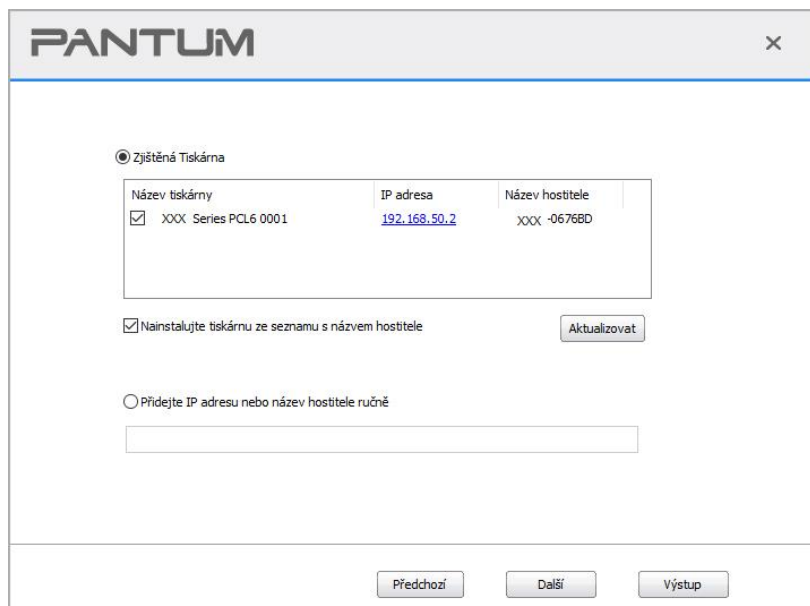 PANTUM
Zjištěná Tiskárna
Název tiskárny IP adresa Název hostitele
XXX Series PCL6 0001 192.168.50.2 XXX -0676BD
Nainstalujte tiskárnu ze seznamu s názvem hostitele Aktualizovat
Přidejte IP adresu nebo název hostitele ručně
Předchozí Další Výstup